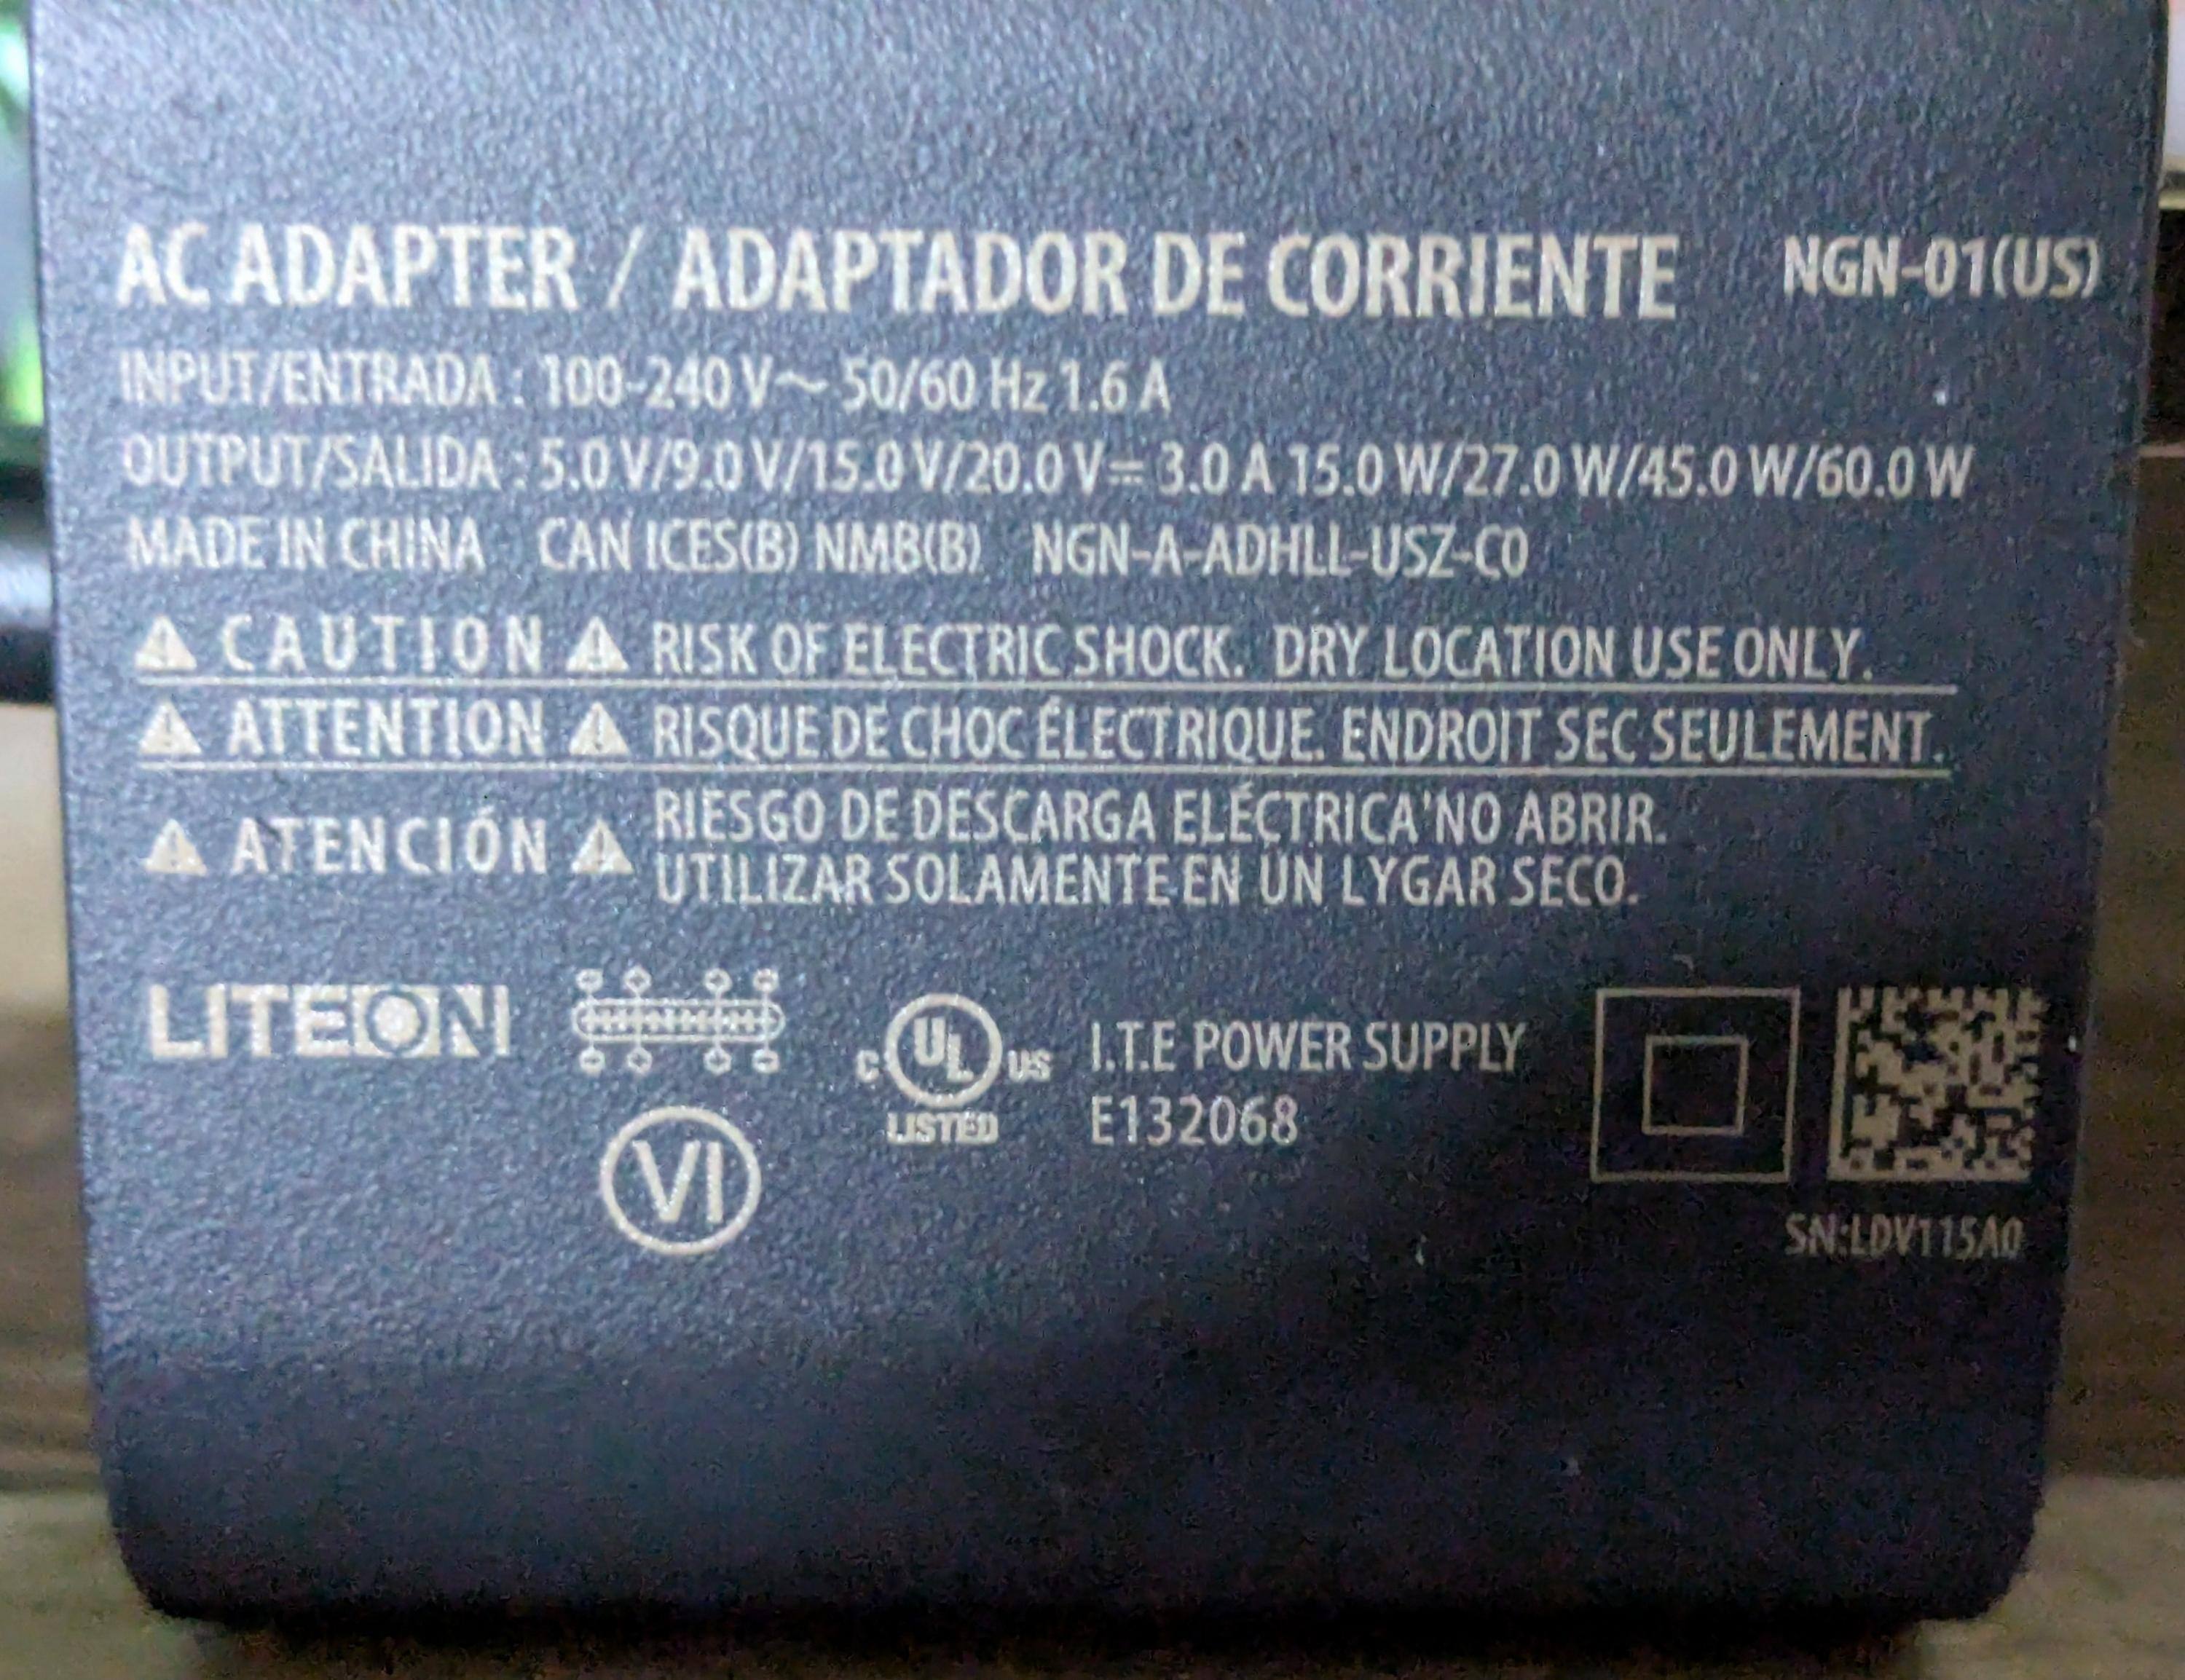 AC ADAPTER / ADAPTADOR DE CORRIENTE NGN-01(US)
INPUT/ENTRADA : 100-240 V~ 50/60 Hz 1.6 A
OUTPUT/SALIDA : 5.0 V/9.0 V/15.0 V/20.0 V⎓ 3.0 A 15.0 W/27.0 W/45.0 W/60.0 W
MADE IN CHINA CAN ICES(B) NMB(B) NGN-A-ADHLL-USZ-C0
⚠ CAUTION ⚠ RISK OF ELECTRIC SHOCK. DRY LOCATION USE ONLY.
⚠ ATTENTION ⚠ RISQUE DE CHOC ÉLECTRIQUE. ENDROIT SEC SEULEMENT.
⚠ ATENCIÓN ⚠ RIESGO DE DESCARGA ELÉCTRICA'NO ABRIR.
UTILIZAR SOLAMENTE EN UN LYGAR SECO.
LITEON
C UL US LISTED
I.T.E POWER SUPPLY
E132068
VI
SN:LDV115A0